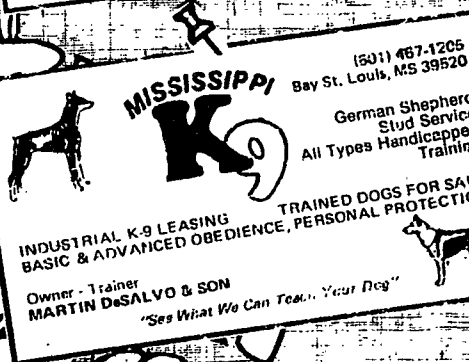 (601) 467-1205
Bay St. Louis, MS 39520
MISSISSIPPI
K9
German Shepherd
Stud Service
All Types Handicapped
Training
INDUSTRIAL K-9 LEASING TRAINED DOGS FOR SAL
BASIC & ADVANCED OBEDIENCE, PERSONAL PROTECTIO
Owner - Trainer
MARTIN DeSALVO & SON
"See What We Can Teach Your Dog"